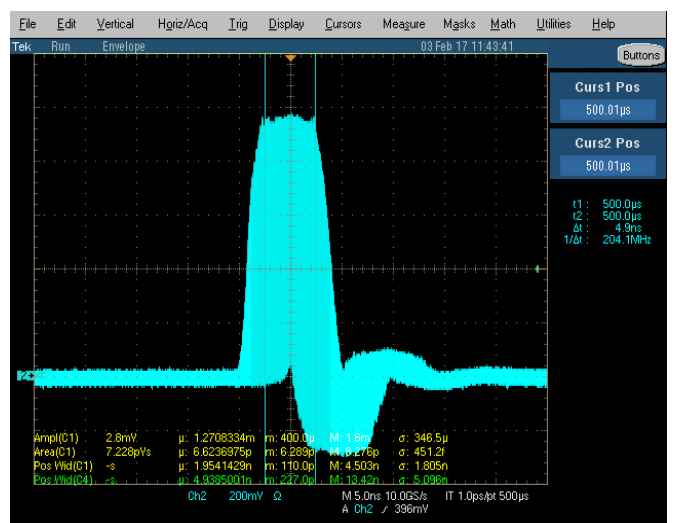 File Edit Vertical Horiz/Acq Trig Display Cursors Measure Masks Math Utilities Help
Tek Run Envelope 03 Feb 17 11:43:41
Buttons
Curs1 Pos
500.01µs
Curs2 Pos
500.01µs
t1: 500.0µs
t2: 500.0µs
Δt: 4.9ns
1/Δt: 204.1MHz
2
Ampl(C1) 2.8mV µ: 1.2708334m m: 400.0µ M: 1.6m σ: 346.5µ
Area(C1) 7.228pVs µ: 6.6236975p m: 6.289p M: 8.276p σ: 451.2f
Pos Wid(C1) -s µ: 1.9541429n m: 110.0p M: 4.503n σ: 1.805n
Pos Wid(C4) -s µ: 4.9385001n m: 227.0p M: 13.42n σ: 5.096n
Ch2 200mV Ω M 5.0ns 10.0GS/s IT 1.0ps/pt 500µs
A Ch2 ⁄ 396mV